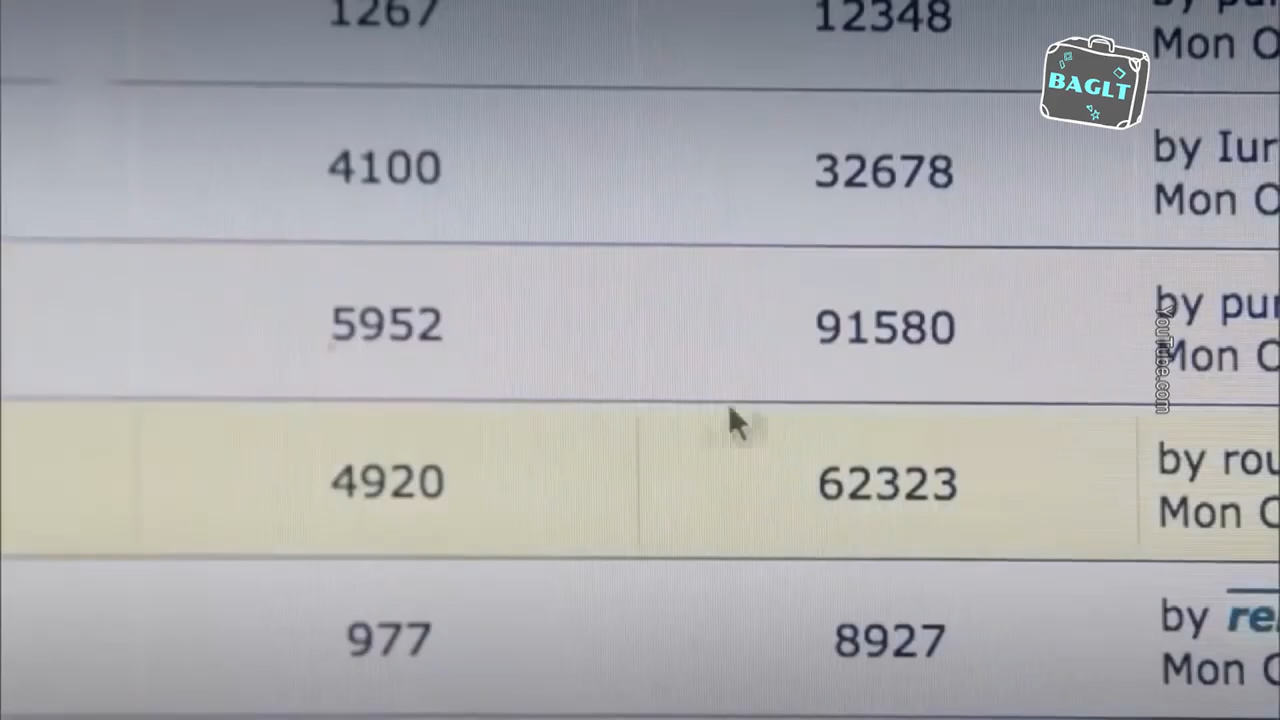 1267 12348
Mon
BAGLT
4100 32678 by
Mon
5952 91580 by
Mon
YouTube.com
4920 62323 by
Mon
977 8927 by
Mon